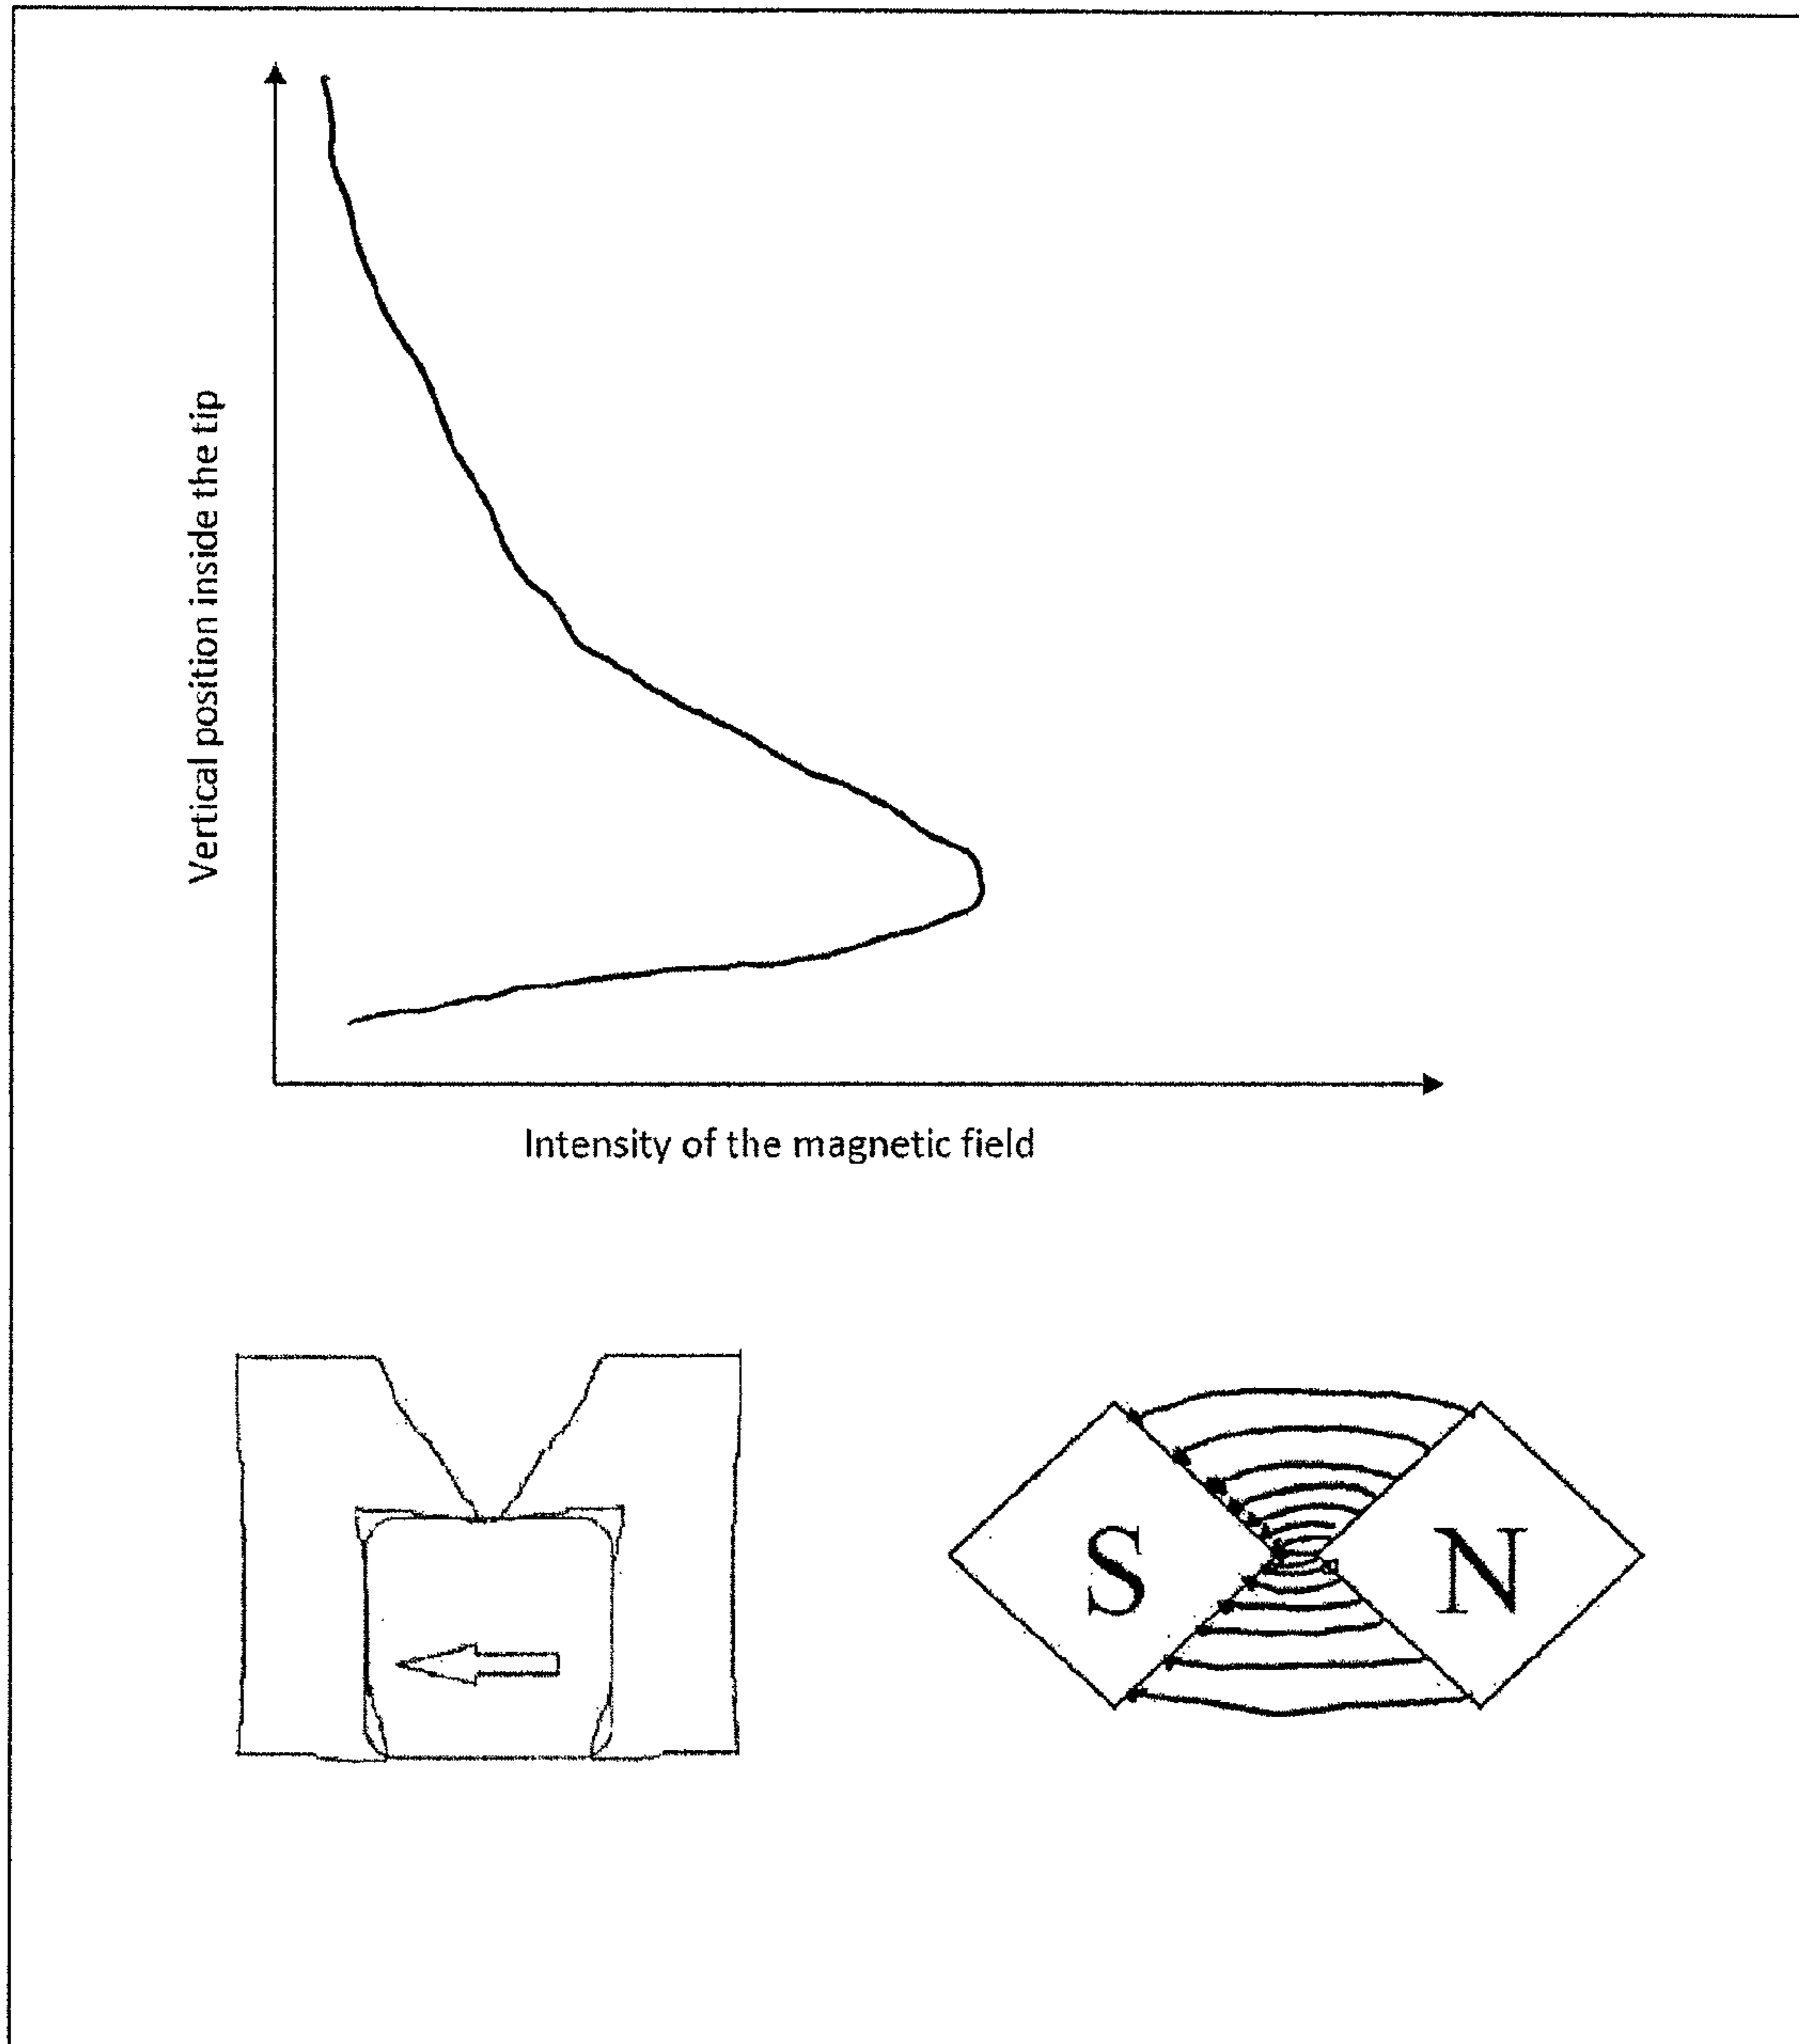 Vertical position inside the tip
Intensity of the magnetic field
S
N